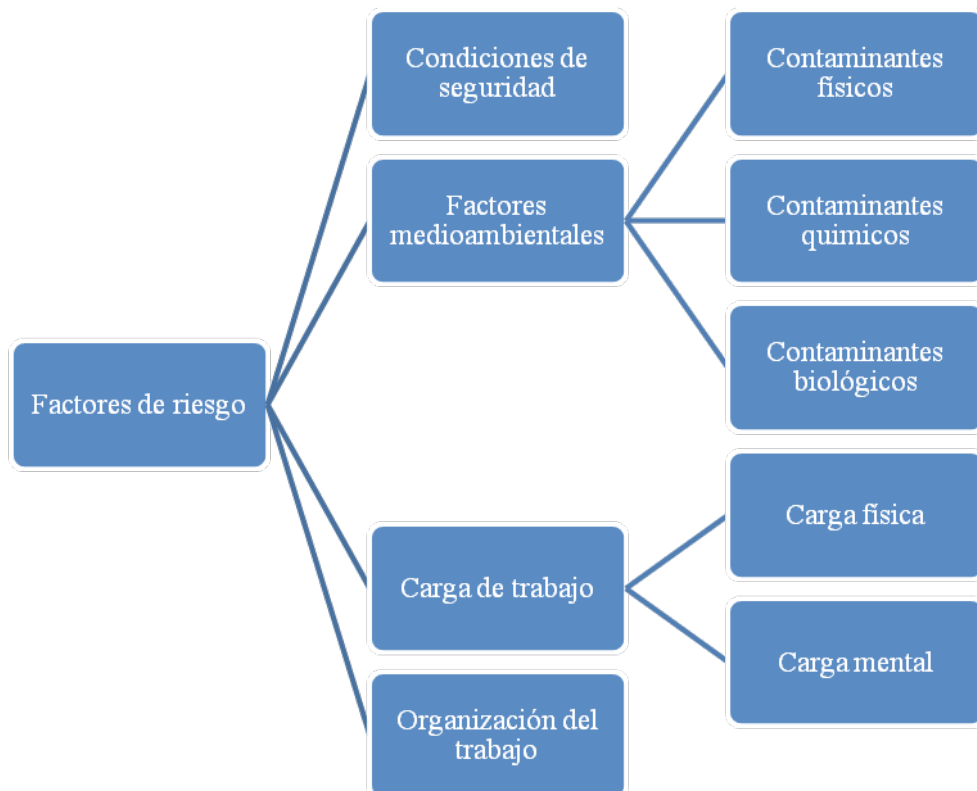 Condiciones de
seguridad
Contaminantes
físicos
Factores
medioambientales
Contaminantes
quimicos
Contaminantes
biológicos
Factores de riesgo
Carga física
Carga de trabajo
Carga mental
Organización del
trabajo